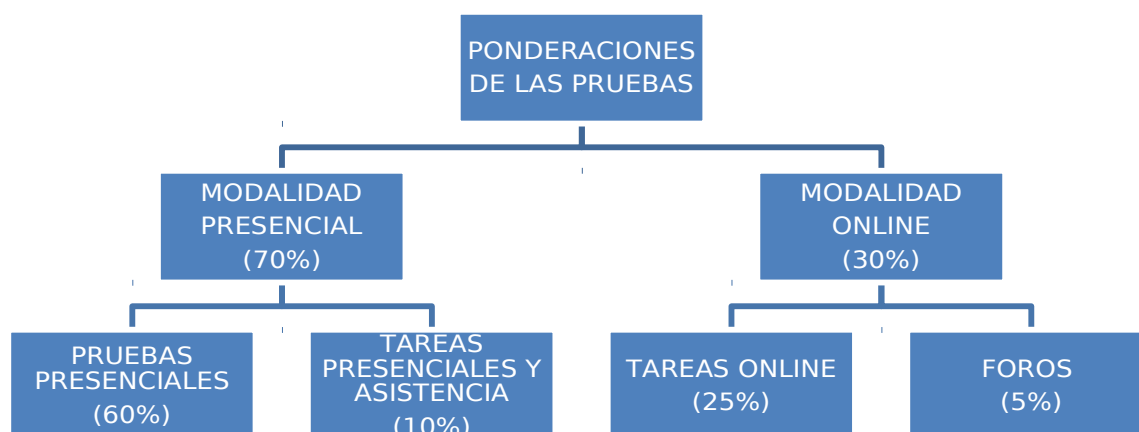 PONDERACIONES
DE LAS PRUEBAS
MODALIDAD
PRESENCIAL
(70%)
MODALIDAD
ONLINE
(30%)
PRUEBAS
PRESENCIALES
(60%)
TAREAS
PRESENCIALES Y
ASISTENCIA
(10%)
TAREAS ONLINE
(25%)
FOROS
(5%)